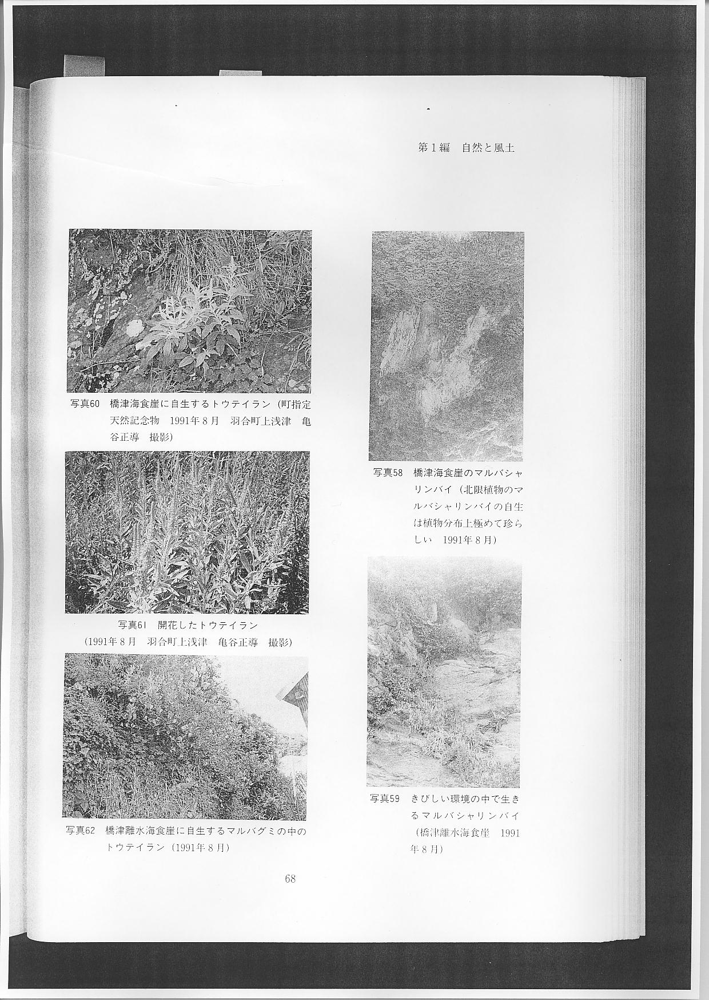 第1編　自然と風土
写真58　橋津海食崖のマルバシャ
リンバイ（北限植物のマ
ルバシャリンバイの自生
は植物分布上極めて珍ら
しい　1991年8月）
写真59　きびしい環境の中で生き
るマルバシャリンバイ
（橋津離水海食崖　1991
年8月）
写真60　橋津海食崖に自生するトウテイラン（町指定
天然記念物　1991年8月　羽合町上浅津　亀
谷正導　撮影）
写真61　開花したトウテイラン
（1991年8月　羽合町上浅津　亀谷正導　撮影）
写真62　橋津離水海食崖に自生するマルバグミの中の
トウテイラン（1991年8月）
68